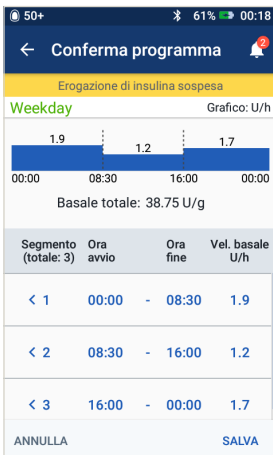 50+ 61% 00:18
Conferma programma 2
Erogazione di insulina sospesa
Weekday Grafico: U/h
1.9 1.2 1.7
00:00 08:30 16:00 00:00
Basale totale: 38.75 U/g
Segmento Ora Ora Vel. basale
(totale: 3) avvio fine U/h
< 1 00:00 - 08:30 1.9
< 2 08:30 - 16:00 1.2
< 3 16:00 - 00:00 1.7
ANNULLA SALVA